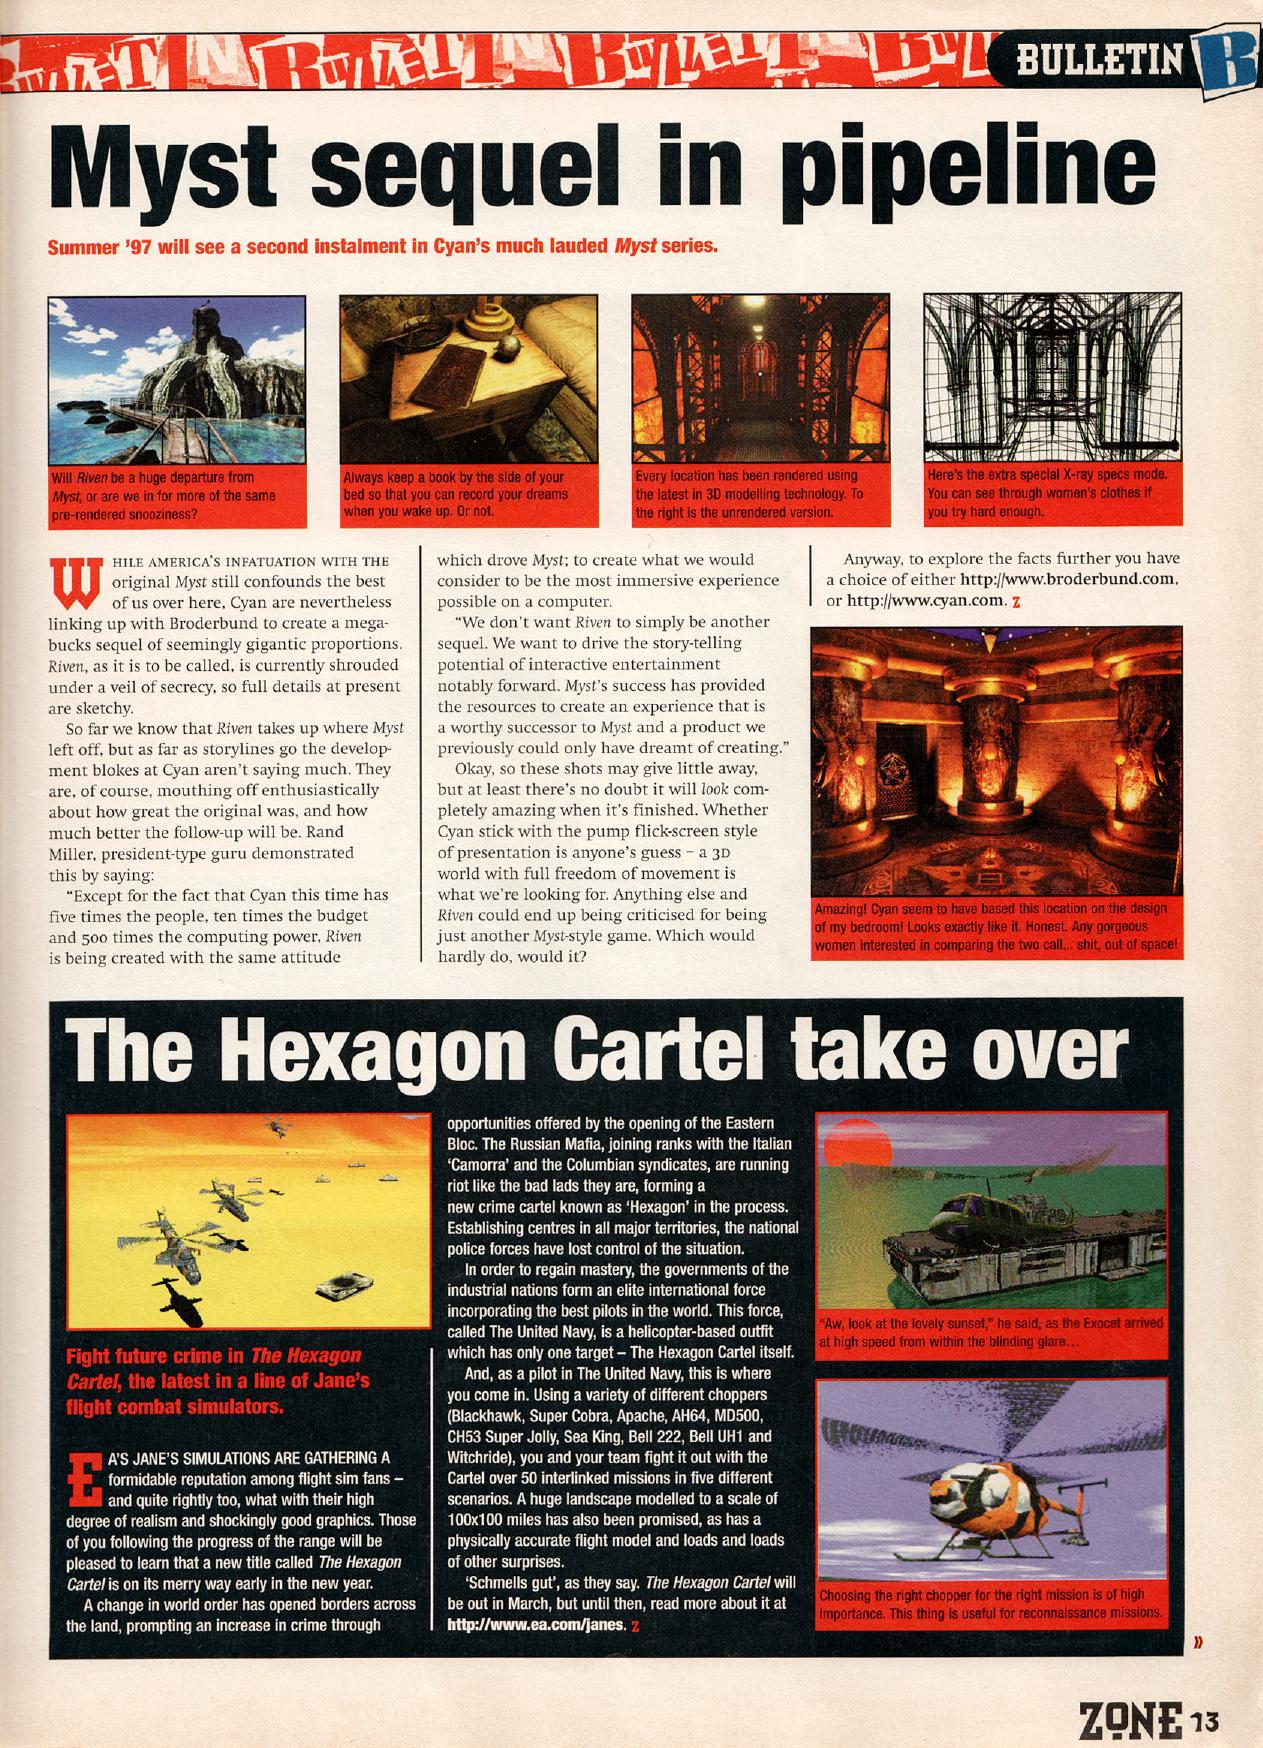 BULLETIN B
Myst sequel in pipeline
Summer '97 will see a second instalment in Cyan's much lauded Myst series.
Will Riven be a huge departure from
Myst, or are we in for more of the same
pre-rendered snooziness?
Always keep a book by the side of your
bed so that you can record your dreams
when you wake up. Or not.
Every location has been rendered using
the latest in 3D modelling technology. To
the right is the unrendered version.
Here's the extra special X-ray specs mode.
You can see through women's clothes if
you try hard enough.
WHILE AMERICA'S INFATUATION WITH THE
original Myst still confounds the best
of us over here, Cyan are nevertheless
linking up with Broderbund to create a mega-
bucks sequel of seemingly gigantic proportions.
Riven, as it is to be called, is currently shrouded
under a veil of secrecy, so full details at present
are sketchy.
So far we know that Riven takes up where Myst
left off, but as far as storylines go the develop-
ment blokes at Cyan aren't saying much. They
are, of course, mouthing off enthusiastically
about how great the original was, and how
much better the follow-up will be. Rand
Miller, president-type guru demonstrated
this by saying:
"Except for the fact that Cyan this time has
five times the people, ten times the budget
and 500 times the computing power, Riven
is being created with the same attitude
which drove Myst; to create what we would
consider to be the most immersive experience
possible on a computer.
"We don't want Riven to simply be another
sequel. We want to drive the story-telling
potential of interactive entertainment
notably forward. Myst's success has provided
the resources to create an experience that is
a worthy successor to Myst and a product we
previously could only have dreamt of creating."
Okay, so these shots may give little away,
but at least there's no doubt it will look com-
pletely amazing when it's finished. Whether
Cyan stick with the pump flick-screen style
of presentation is anyone's guess – a 3D
world with full freedom of movement is
what we're looking for. Anything else and
Riven could end up being criticised for being
just another Myst-style game. Which would
hardly do, would it?
Anyway, to explore the facts further you have
a choice of either http://www.broderbund.com,
or http://www.cyan.com. Z
Amazing! Cyan seem to have based this location on the design
of my bedroom! Looks exactly like it. Honest. Any gorgeous
women interested in comparing the two call... shit, out of space!
The Hexagon Cartel take over
Fight future crime in The Hexagon
Cartel, the latest in a line of Jane's
flight combat simulators.
EA'S JANE'S SIMULATIONS ARE GATHERING A
formidable reputation among flight sim fans –
and quite rightly too, what with their high
degree of realism and shockingly good graphics. Those
of you following the progress of the range will be
pleased to learn that a new title called The Hexagon
Cartel is on its merry way early in the new year.
A change in world order has opened borders across
the land, prompting an increase in crime through
opportunities offered by the opening of the Eastern
Bloc. The Russian Mafia, joining ranks with the Italian
'Camorra' and the Columbian syndicates, are running
riot like the bad lads they are, forming a
new crime cartel known as 'Hexagon' in the process.
Establishing centres in all major territories, the national
police forces have lost control of the situation.
In order to regain mastery, the governments of the
industrial nations form an elite international force
incorporating the best pilots in the world. This force,
called The United Navy, is a helicopter-based outfit
which has only one target – The Hexagon Cartel itself.
And, as a pilot in The United Navy, this is where
you come in. Using a variety of different choppers
(Blackhawk, Super Cobra, Apache, AH64, MD500,
CH53 Super Jolly, Sea King, Bell 222, Bell UH1 and
Witchride), you and your team fight it out with the
Cartel over 50 interlinked missions in five different
scenarios. A huge landscape modelled to a scale of
100x100 miles has also been promised, as has a
physically accurate flight model and loads and loads
of other surprises.
'Schmells gut', as they say. The Hexagon Cartel will
be out in March, but until then, read more about it at
http://www.ea.com/janes. Z
"Aw, look at the lovely sunset," he said, as the Exocet arrived
at high speed from within the blinding glare...
Choosing the right chopper for the right mission is of high
importance. This thing is useful for reconnaissance missions.
»
ZONE 13